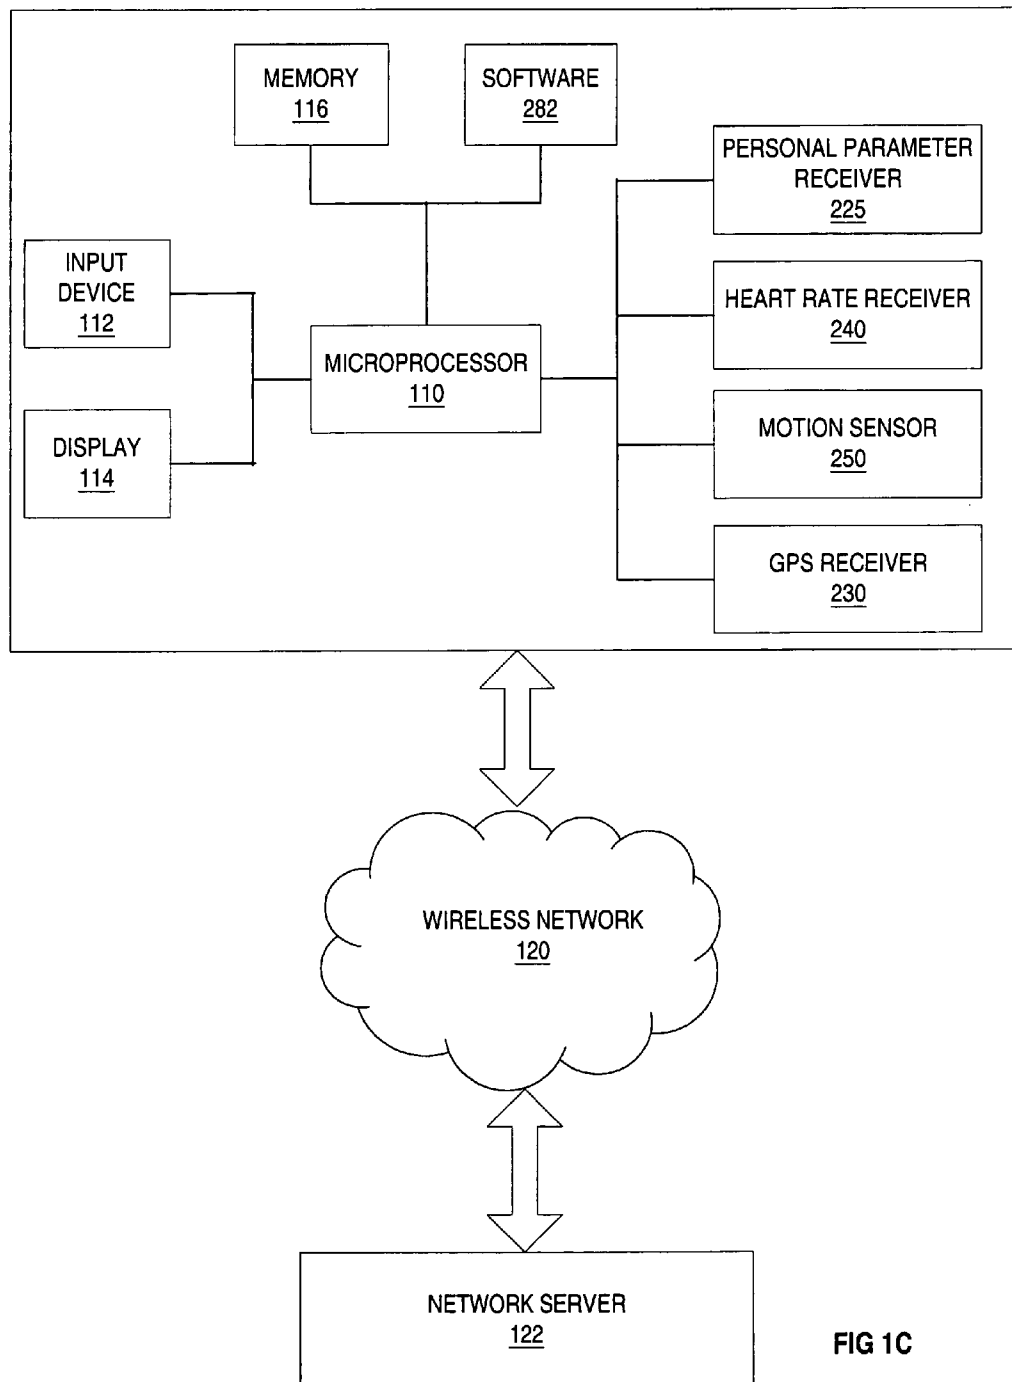 MEMORY
116
SOFTWARE
282
PERSONAL PARAMETER
RECEIVER
225
INPUT
DEVICE
112
HEART RATE RECEIVER
240
MICROPROCESSOR
110
MOTION SENSOR
250
DISPLAY
114
GPS RECEIVER
230
WIRELESS NETWORK
120
NETWORK SERVER
122
FIG 1C